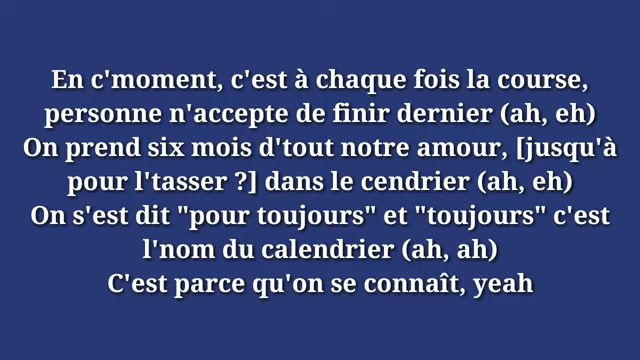 En c'moment, c'est à chaque fois la course,
personne n'accepte de finir dernier (ah, eh)
On prend six mois d'tout notre amour, [jusqu'à
pour l'tasser ?] dans le cendrier (ah, eh)
On s'est dit "pour toujours" et "toujours" c'est
l'nom du calendrier (ah, ah)
C'est parce qu'on se connaît, yeah